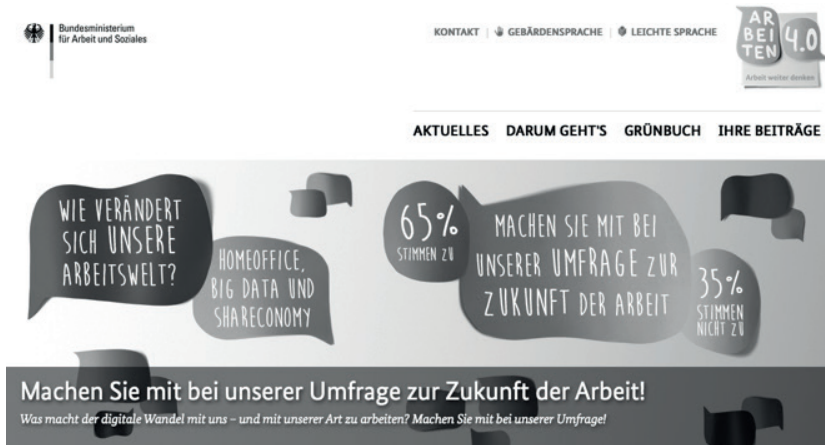 Bundesministerium
für Arbeit und Soziales
KONTAKT | GEBÄRDENSPRACHE | LEICHTE SPRACHE
AR
BEI
TEN
4.0
Arbeit weiter denken
AKTUELLES DARUM GEHT'S GRÜNBUCH IHRE BEITRÄGE
WIE VERÄNDERT
SICH UNSERE
ARBEITSWELT?
HOMEOFFICE,
BIG DATA UND
SHARECONOMY
65%
STIMMEN ZU
MACHEN SIE MIT BEI
UNSERER UMFRAGE ZUR
ZUKUNFT DER ARBEIT
35%
STIMMEN
NICHT ZU
Machen Sie mit bei unserer Umfrage zur Zukunft der Arbeit!
Was macht der digitale Wandel mit uns – und mit unserer Art zu arbeiten? Machen Sie mit bei unserer Umfrage!